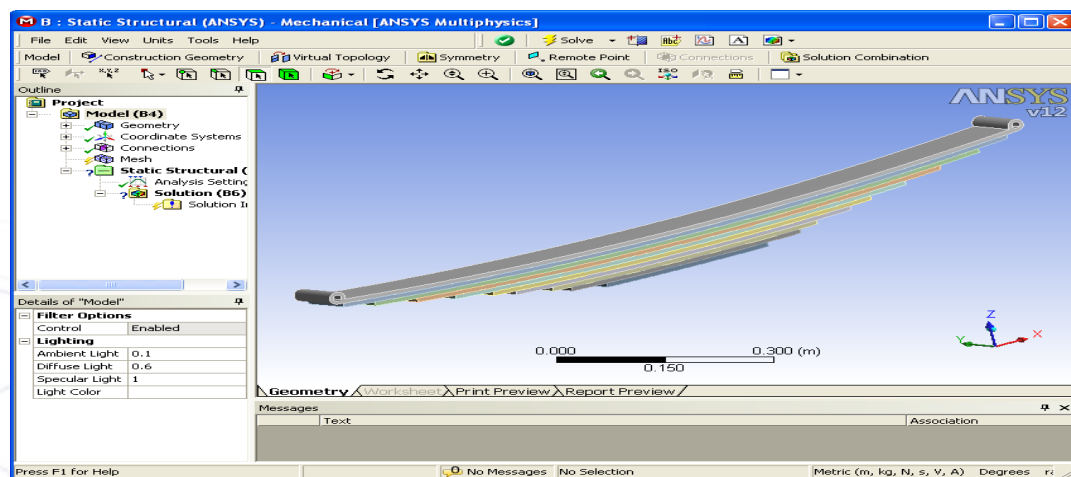 B : Static Structural (ANSYS) - Mechanical [ANSYS Multiphysics]
File Edit View Units Tools Help Solve
Model Construction Geometry Virtual Topology Symmetry Remote Point Connections Solution Combination
Outline
Project
Model (B4)
Geometry
Coordinate Systems
Connections
Mesh
Static Structural (
Analysis Setting
Solution (B6)
Solution I
Details of "Model"
Filter Options
Control Enabled
Lighting
Ambient Light 0.1
Diffuse Light 0.6
Specular Light 1
Light Color
ANSYS
v12
Z
Y
X
0.000 0.300 (m)
0.150
Geometry Worksheet Print Preview Report Preview
Messages
Text Association
Press F1 for Help 0 No Messages No Selection Metric (m, kg, N, s, V, A) Degrees